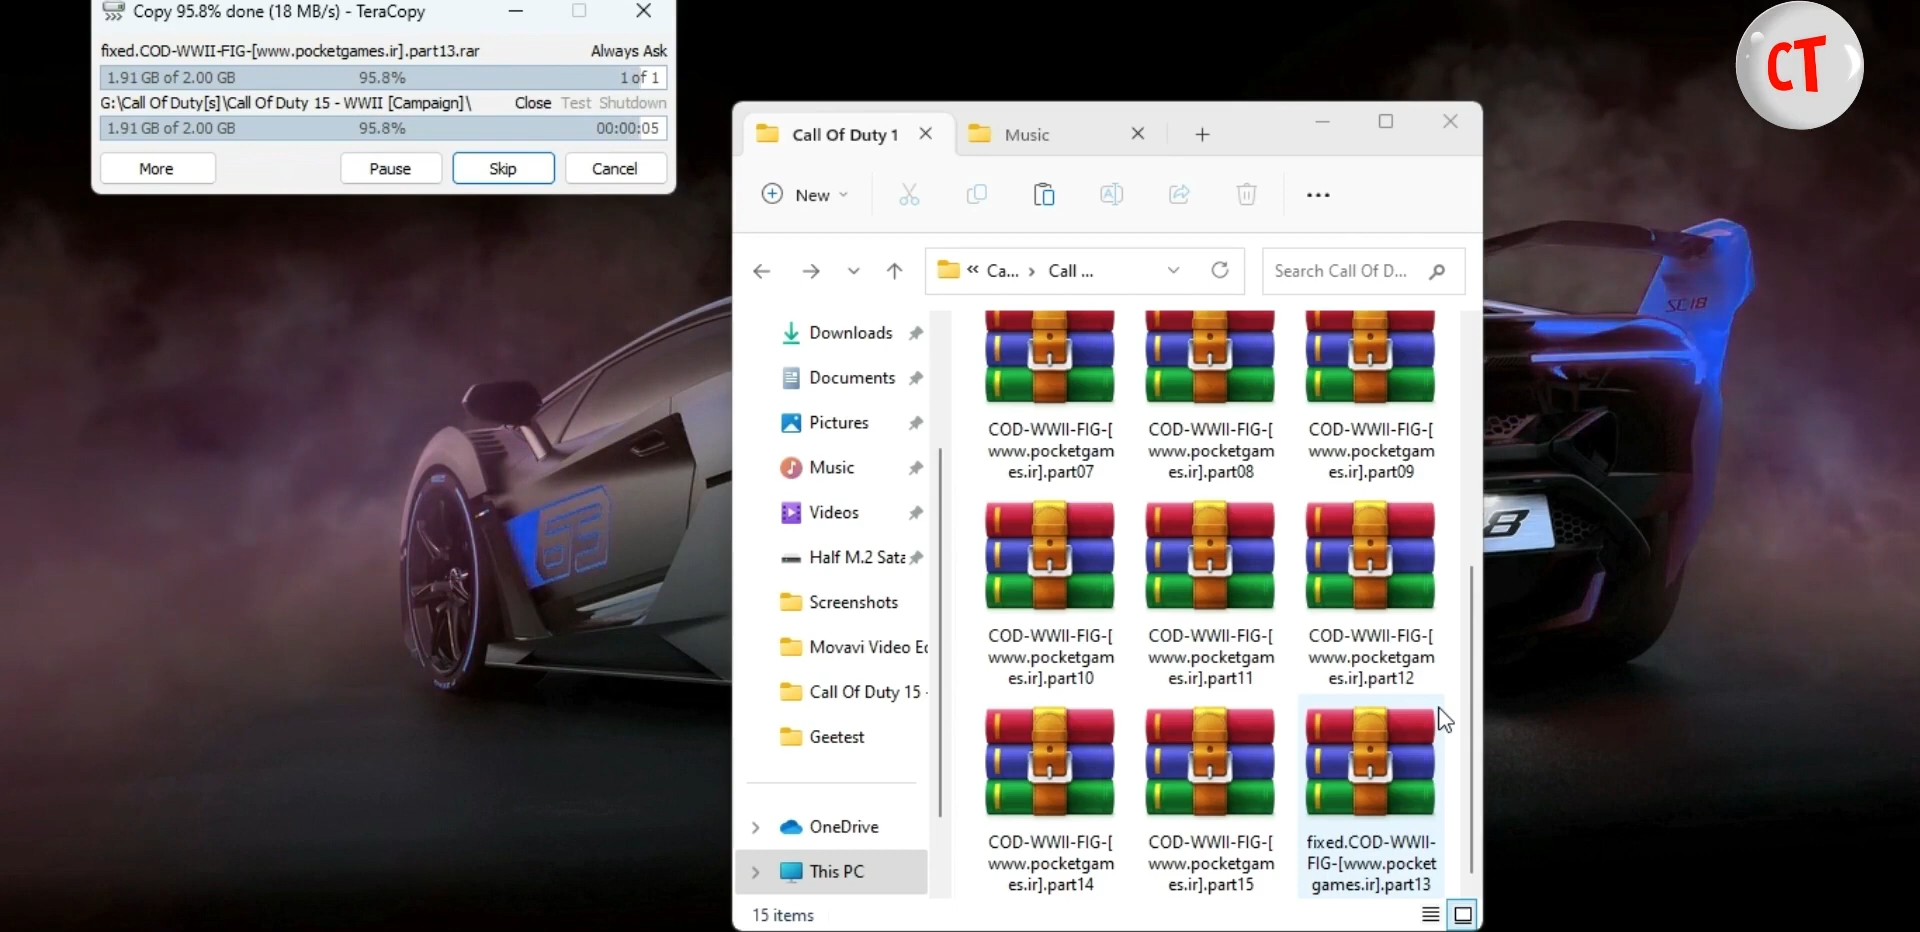 Copy 95.8% done (18 MB/s) - TeraCopy
fixed.COD-WWII-FIG-[www.pocketgames.ir].part13.rar
Always Ask
1.91 GB of 2.00 GB
95.8%
1 of 1
G:\Call Of Duty[s]\Call Of Duty 15 - WWII [Campaign]\
Close
Test
Shutdown
1.91 GB of 2.00 GB
95.8%
00:00:05
More
Pause
Skip
Cancel
CT
Call Of Duty 1
Music
New
« Ca... › Call ...
Search Call Of D...
Downloads
Documents
Pictures
Music
Videos
Half M.2 Sata
Screenshots
Movavi Video Ec
Call Of Duty 15 -
Geetest
OneDrive
This PC
COD-WWII-FIG-[
www.pocketgam
es.ir].part07
COD-WWII-FIG-[
www.pocketgam
es.ir].part08
COD-WWII-FIG-[
www.pocketgam
es.ir].part09
COD-WWII-FIG-[
www.pocketgam
es.ir].part10
COD-WWII-FIG-[
www.pocketgam
es.ir].part11
COD-WWII-FIG-[
www.pocketgam
es.ir].part12
COD-WWII-FIG-[
www.pocketgam
es.ir].part14
COD-WWII-FIG-[
www.pocketgam
es.ir].part15
fixed.COD-WWII-
FIG-[www.pocket
games.ir].part13
15 items
63
SC18
8